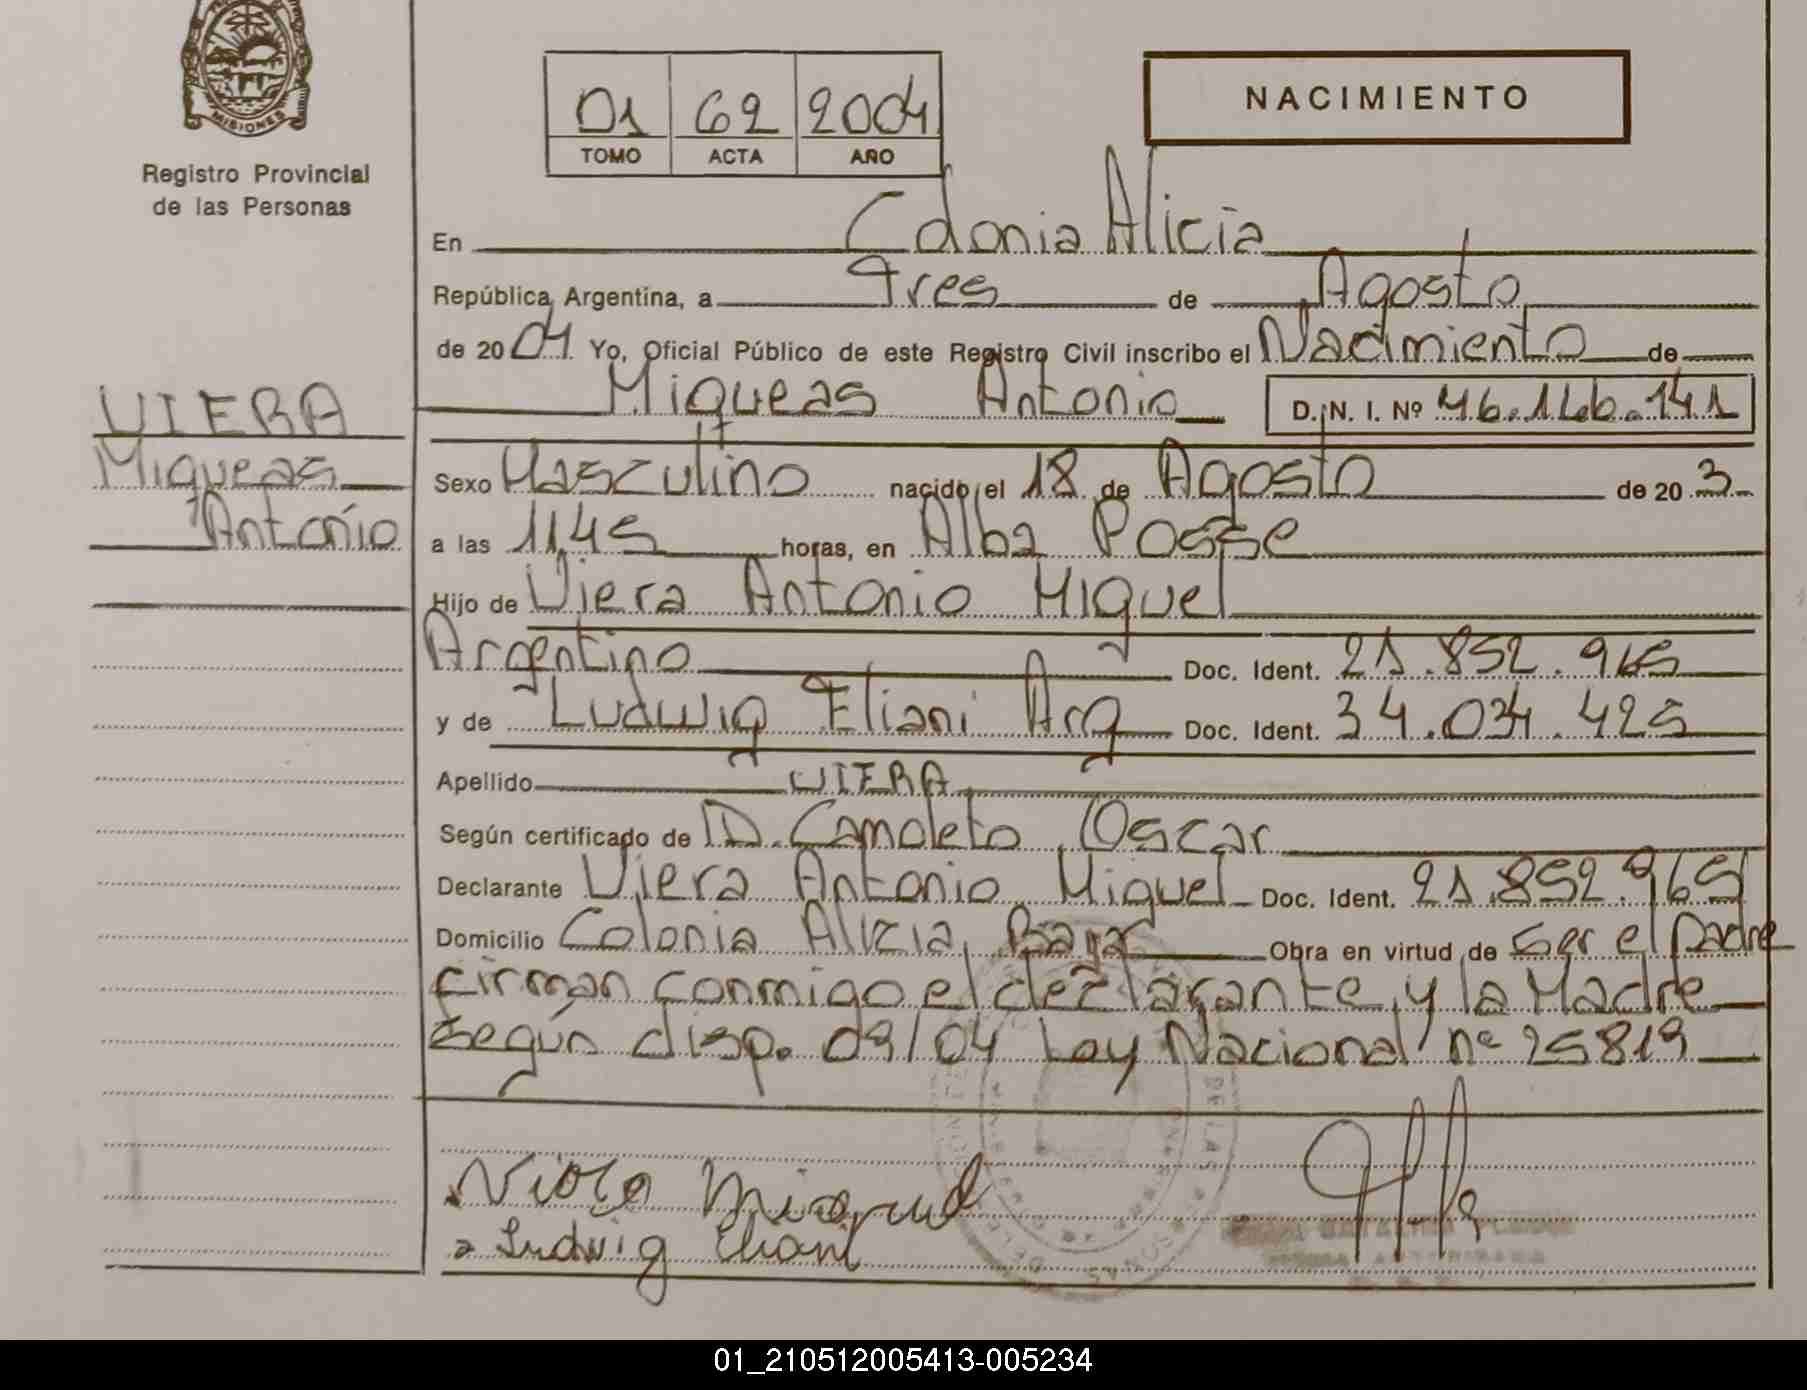 MISIONES
Registro Provincial
de las Personas
01 62 2004
TOMO ACTA AÑO
NACIMIENTO
En Colonia Alicia
República Argentina, a Tres de Agosto
de 2004 Yo, Oficial Público de este Registro Civil inscribo el Nacimiento de
Miqueas Antonio D. N. I. Nº 46.166.141
VIERA
Miqueas
Antonio
Sexo Masculino nacido el 18 de Agosto de 20 3
a las 11,45 horas, en Alba Posse
Hijo de Viera Antonio Miguel
Argentino Doc. Ident. 21.852.965
y de Ludwig Eliani Arg Doc. Ident. 34.034.425
Apellido VIERA
Según certificado de D. Camoleto Oscar
Declarante Viera Antonio Miguel Doc. Ident. 21.852.965
Domicilio Colonia Alicia, Obra en virtud de ser el Padre
firman conmigo el declarante, y la Madre
según disp. 09/04 Ley Nacional nº 25819
Ludwig Eliani
01_210512005413-005234